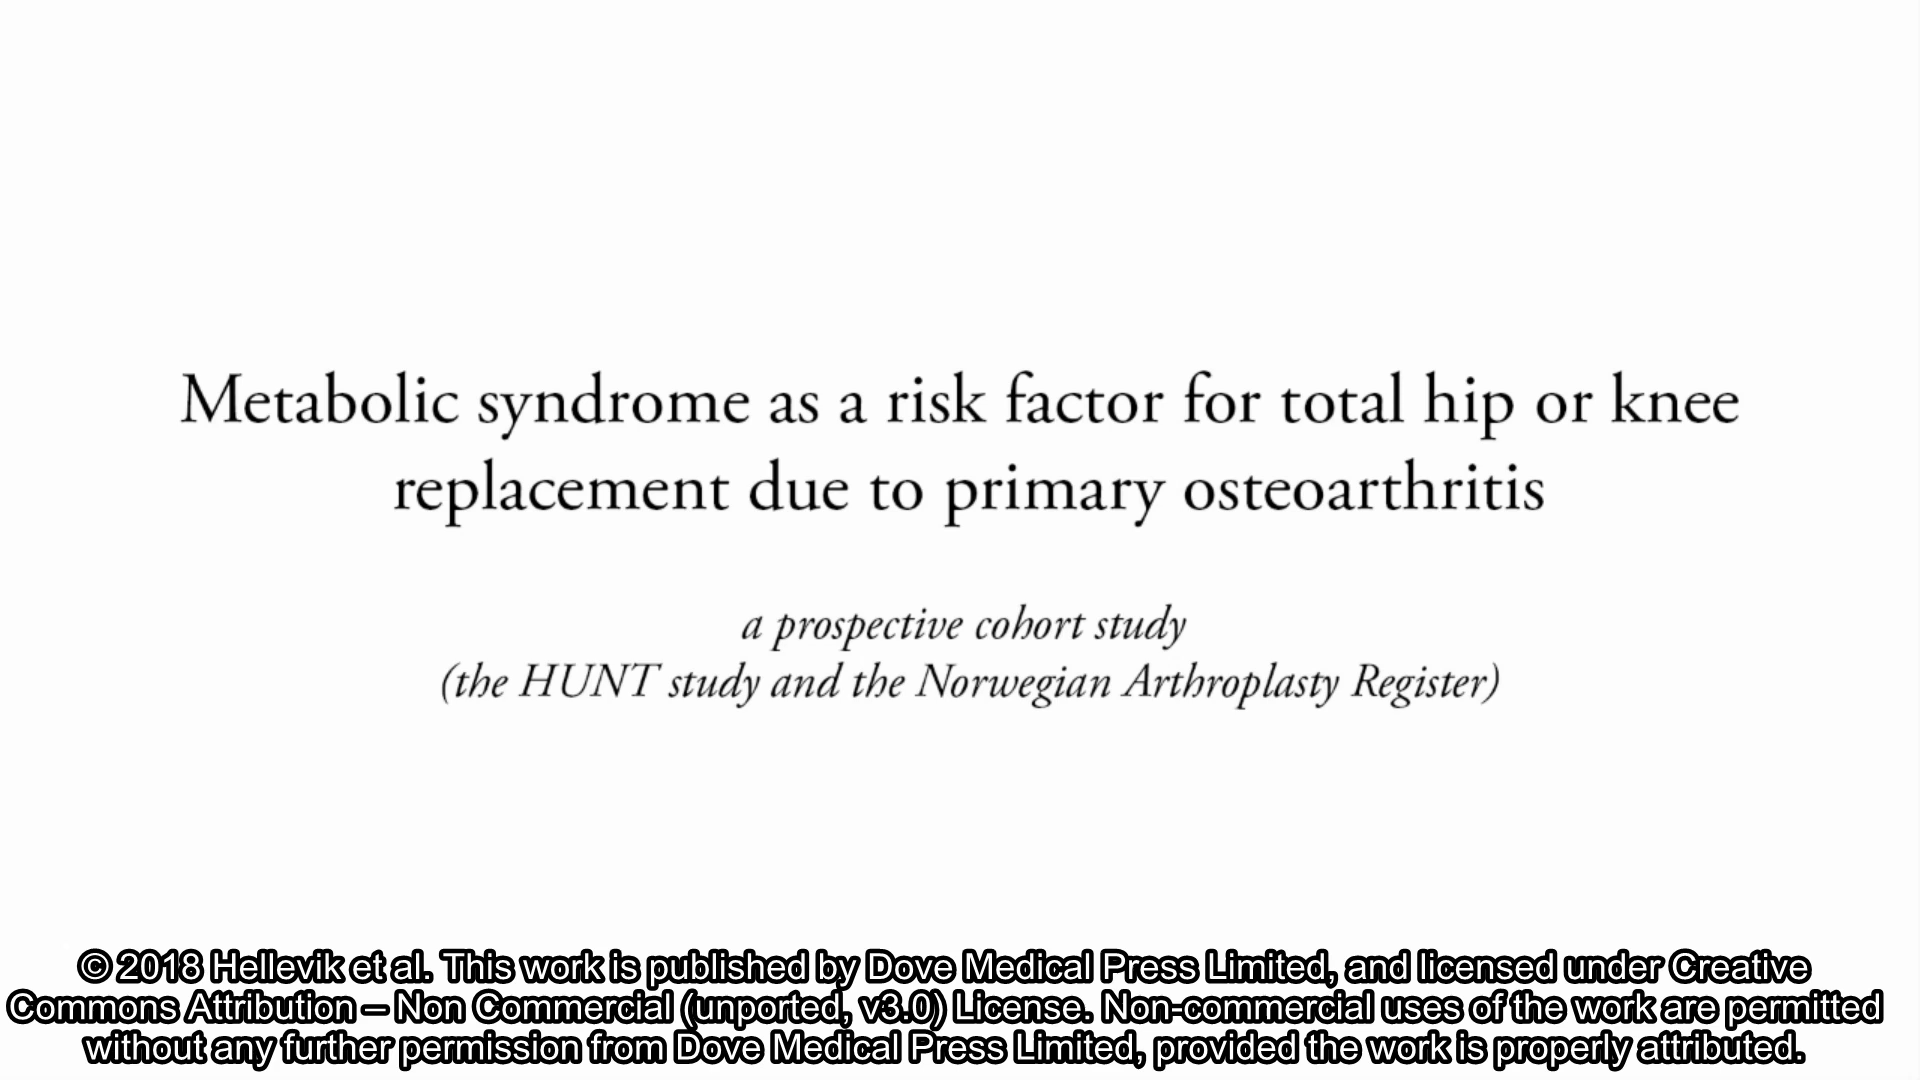 Metabolic syndrome as a risk factor for total hip or knee
replacement due to primary osteoarthritis
a prospective cohort study
(the HUNT study and the Norwegian Arthroplasty Register)
© 2018 Hellevik et al. This work is published by Dove Medical Press Limited, and licensed under Creative
Commons Attribution – Non Commercial (unported, v3.0) License. Non-commercial uses of the work are permitted
without any further permission from Dove Medical Press Limited, provided the work is properly attributed.